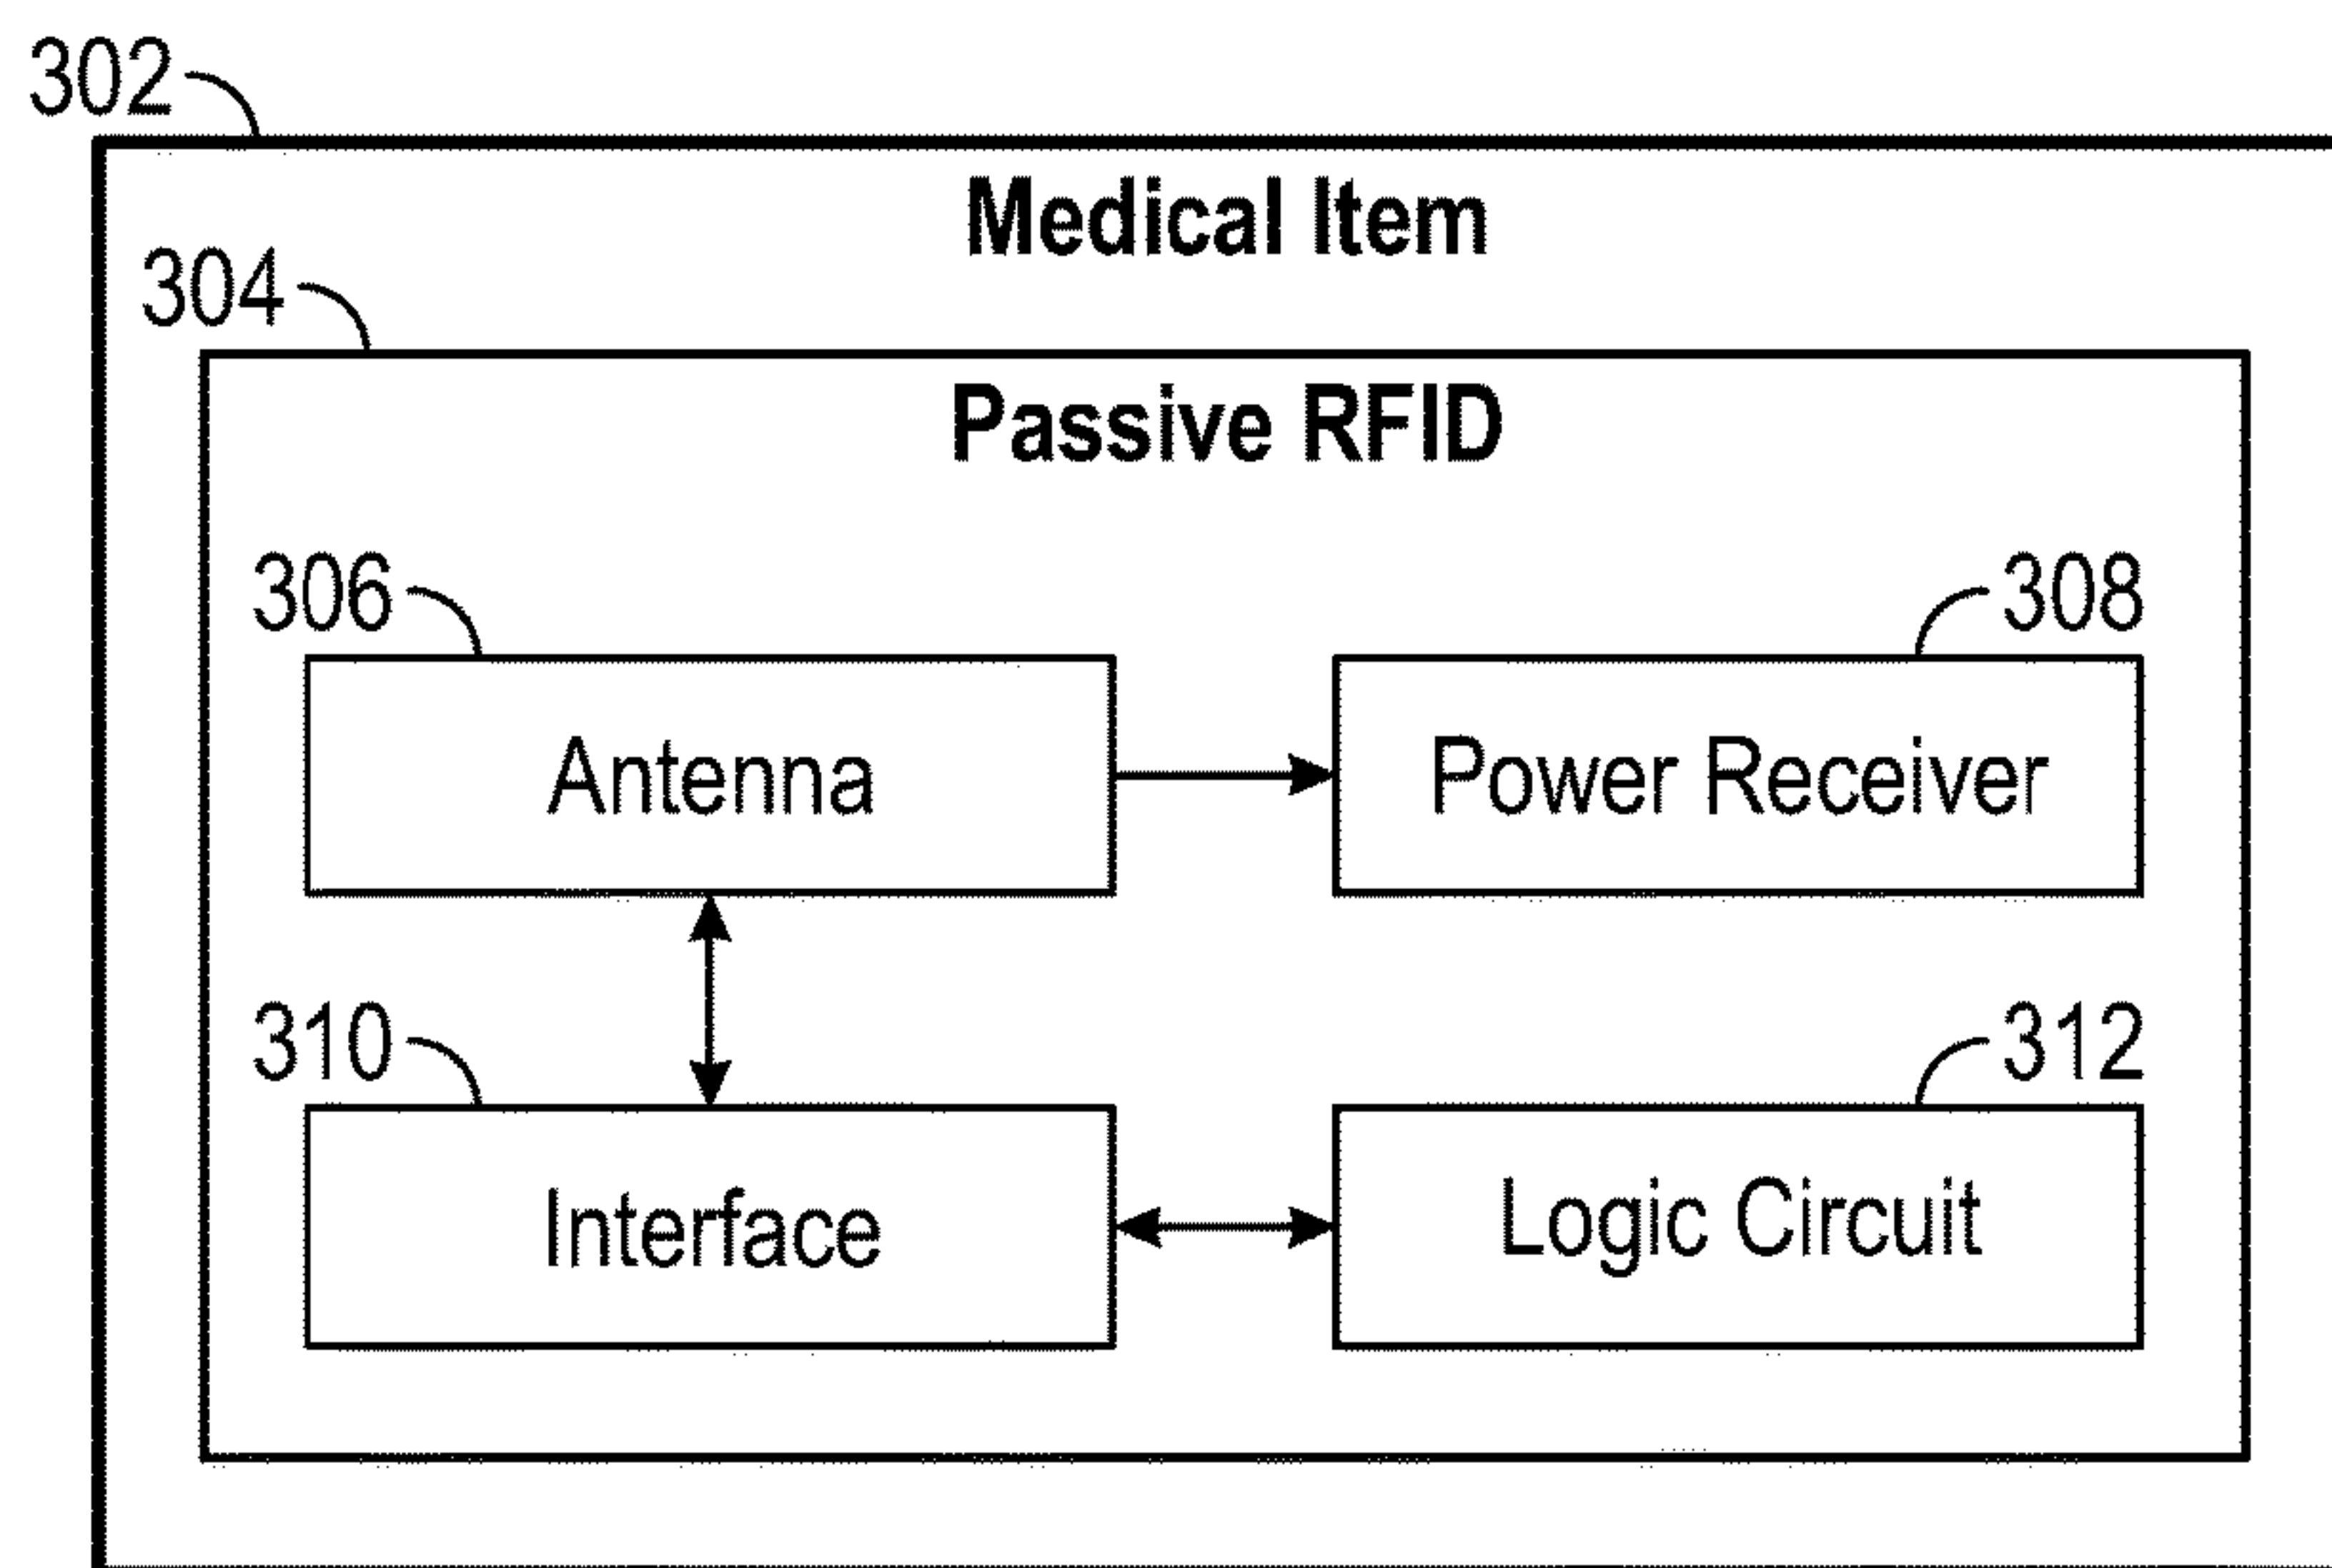 302
Medical Item
304
Passive RFID
306
308
Antenna
Power Receiver
310
312
Interface
Logic Circuit